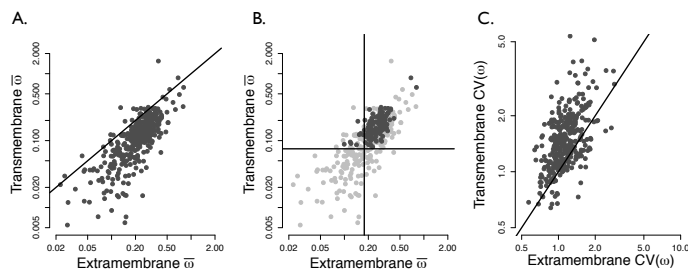 A.
Transmembrane ω̅
0.005 0.020 0.100 0.500 2.000
0.02 0.05 0.20 0.50 2.00
Extramembrane ω̅
B.
Transmembrane ω̅
0.005 0.020 0.100 0.500 2.000
0.02 0.05 0.20 0.50 2.00
Extramembrane ω̅
C.
Transmembrane CV(ω)
0.5 1.0 2.0 5.0
0.5 1.0 2.0 5.0
Extramembrane CV(ω)